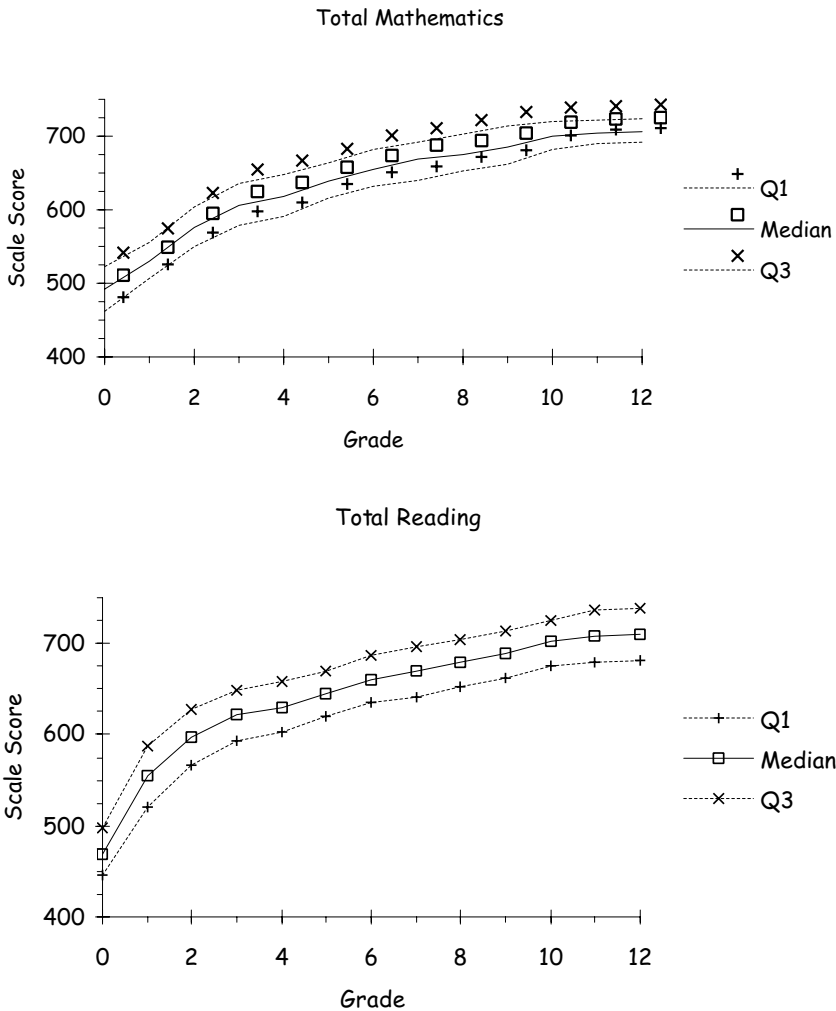 Total Mathematics
Scale Score
700
600
500
400
0 2 4 6 8 10 12
Grade
Q1
Median
Q3
Total Reading
Scale Score
700
600
500
400
0 2 4 6 8 10 12
Grade
Q1
Median
Q3